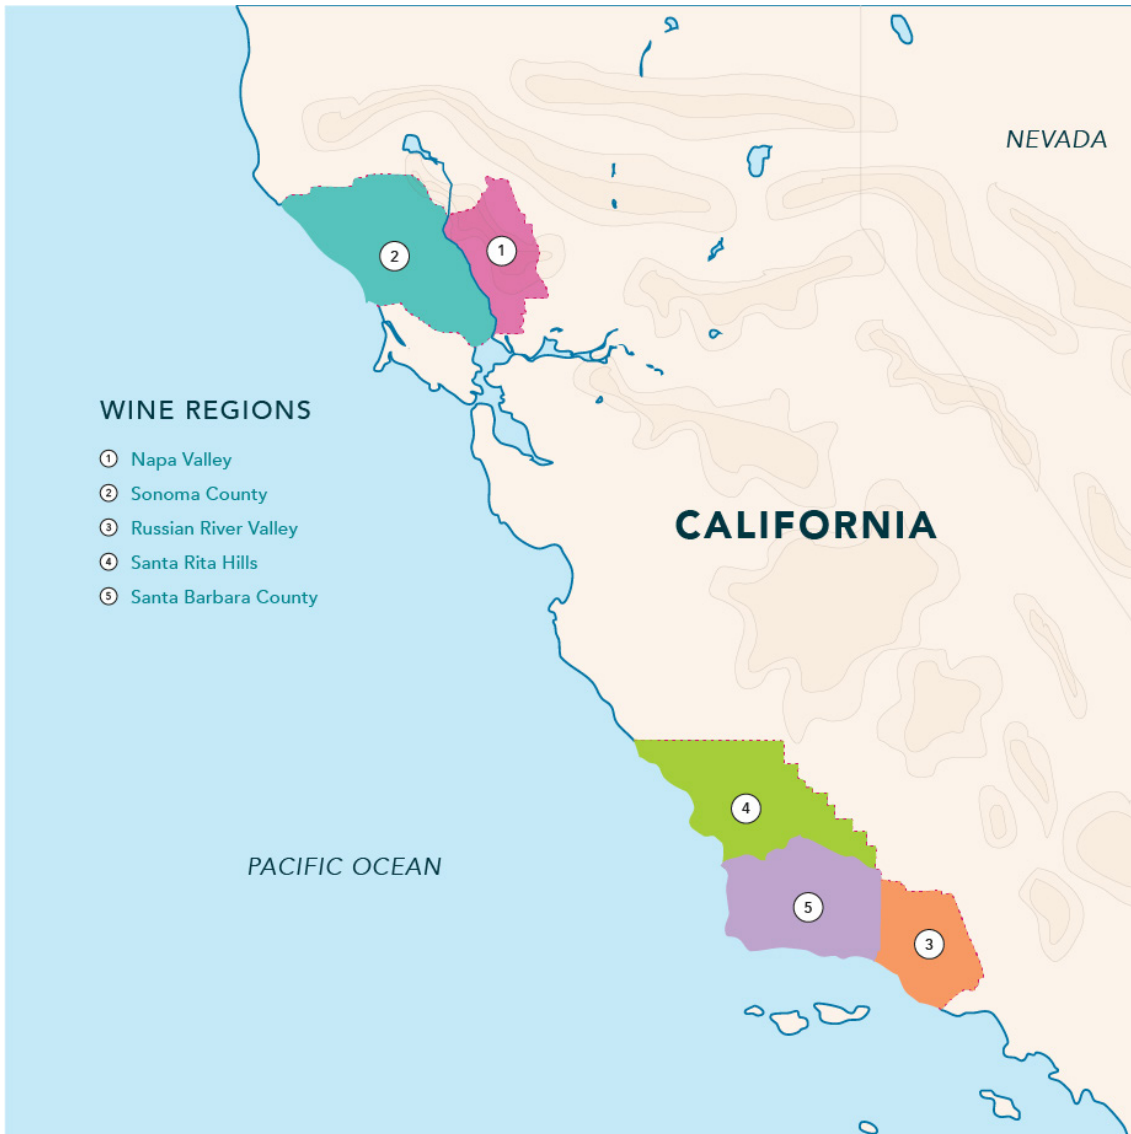 NEVADA
2
1
WINE REGIONS
1 Napa Valley
2 Sonoma County
3 Russian River Valley
4 Santa Rita Hills
5 Santa Barbara County
CALIFORNIA
4
PACIFIC OCEAN
5
3